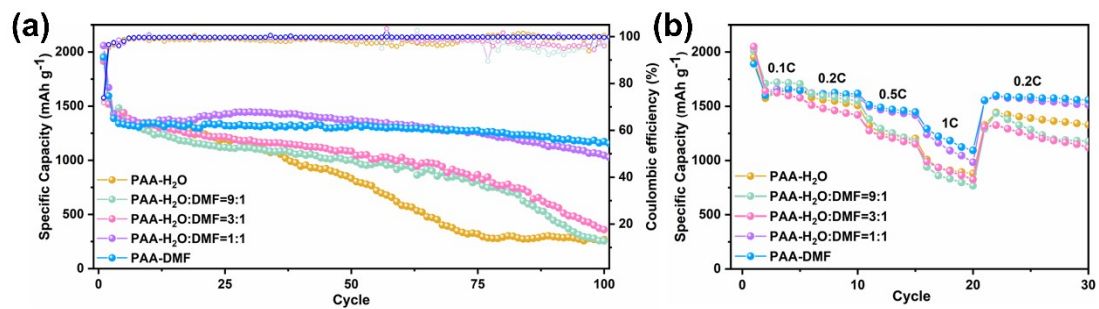 (a)
Specific Capacity (mAh g⁻¹)
2000
1500
1000
500
0
PAA-H₂O
PAA-H₂O:DMF=9:1
PAA-H₂O:DMF=3:1
PAA-H₂O:DMF=1:1
PAA-DMF
0
25
50
75
100
Cycle
100
80
60
40
20
Coulombic efficiency (%)
(b)
Specific Capacity (mAh g⁻¹)
2000
1500
1000
500
0
0.1C
0.2C
0.5C
1C
0.2C
PAA-H₂O
PAA-H₂O:DMF=9:1
PAA-H₂O:DMF=3:1
PAA-H₂O:DMF=1:1
PAA-DMF
0
10
20
30
Cycle